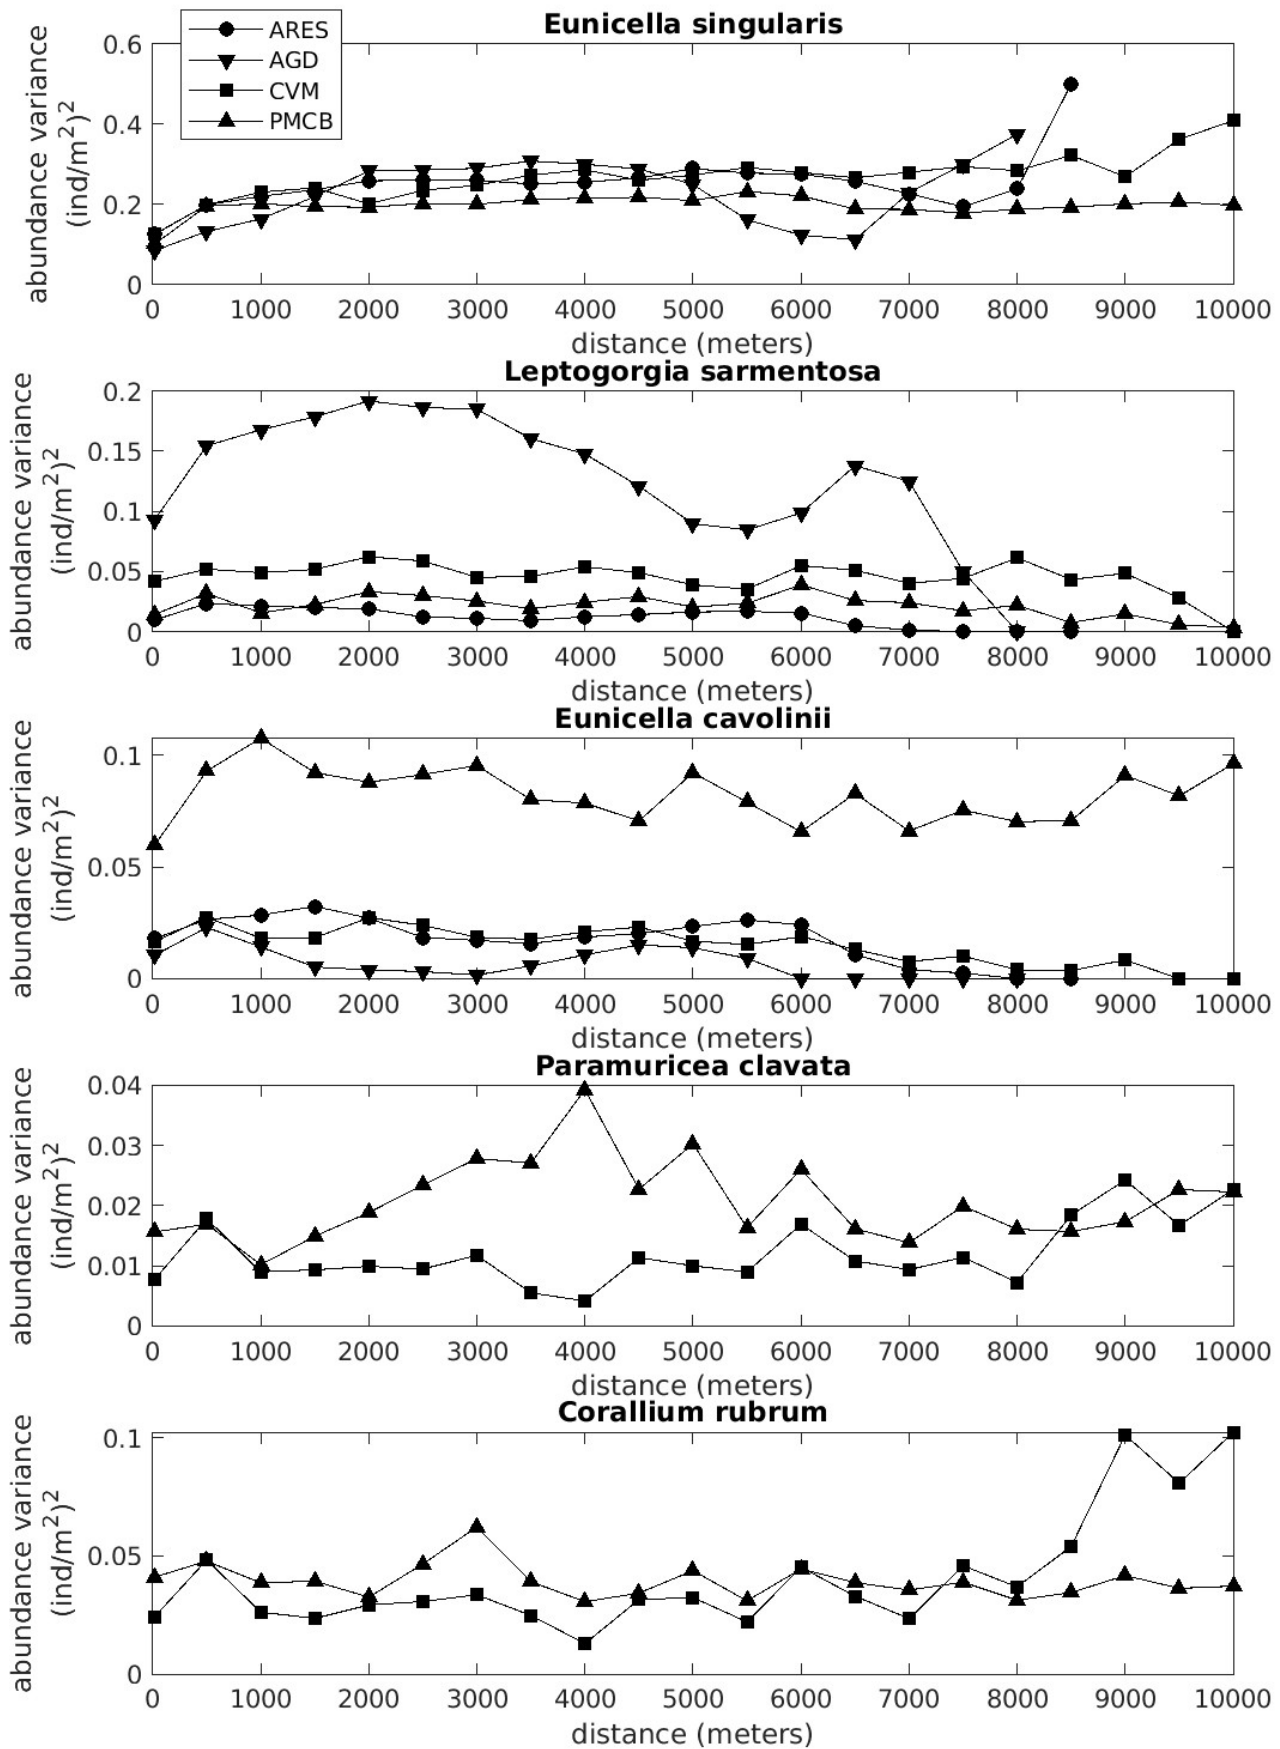 Eunicella singularis
ARES
AGD
CVM
PMCB
abundance variance
(ind/m²)²
0.6
0.4
0.2
0
0 1000 2000 3000 4000 5000 6000 7000 8000 9000 10000
distance (meters)
Leptogorgia sarmentosa
abundance variance
(ind/m²)²
0.2
0.15
0.1
0.05
0
0 1000 2000 3000 4000 5000 6000 7000 8000 9000 10000
distance (meters)
Eunicella cavolinii
abundance variance
(ind/m²)²
0.1
0.05
0
0 1000 2000 3000 4000 5000 6000 7000 8000 9000 10000
distance (meters)
Paramuricea clavata
abundance variance
(ind/m²)²
0.04
0.03
0.02
0.01
0
0 1000 2000 3000 4000 5000 6000 7000 8000 9000 10000
distance (meters)
Corallium rubrum
abundance variance
(ind/m²)²
0.1
0.05
0
0 1000 2000 3000 4000 5000 6000 7000 8000 9000 10000
distance (meters)